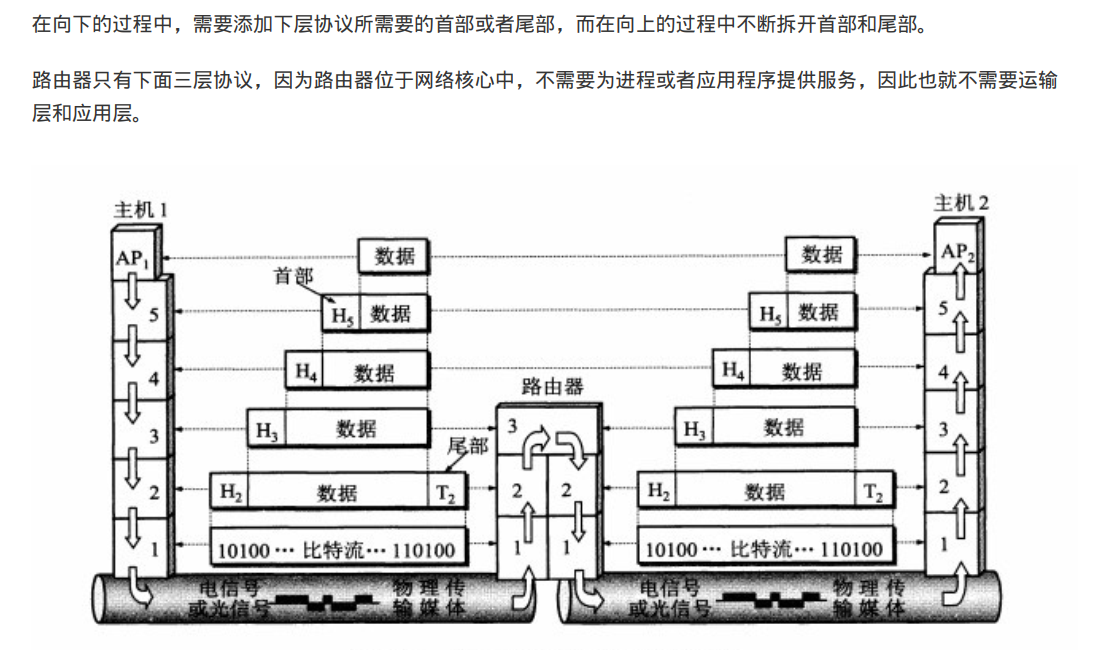 在向下的过程中，需要添加下层协议所需要的首部或者尾部，而在向上的过程中不断拆开首部和尾部。
路由器只有下面三层协议，因为路由器位于网络核心中，不需要为进程或者应用程序提供服务，因此也就不需要运输
层和应用层。
主机 1
主机 2
AP1
数据
数据
AP2
首部
5
H5 数据
H5 数据
5
4
H4 数据
H4 数据
4
路由器
3
H3 数据
3
H3 数据
3
尾部
2
H2 数据 T2
2
2
H2 数据 T2
2
1
10100 … 比特流… 110100
1
1
10100 … 比特流… 110100
1
电信号
或光信号
物理传
输媒体
电信号
或光信号
物理传
输媒体